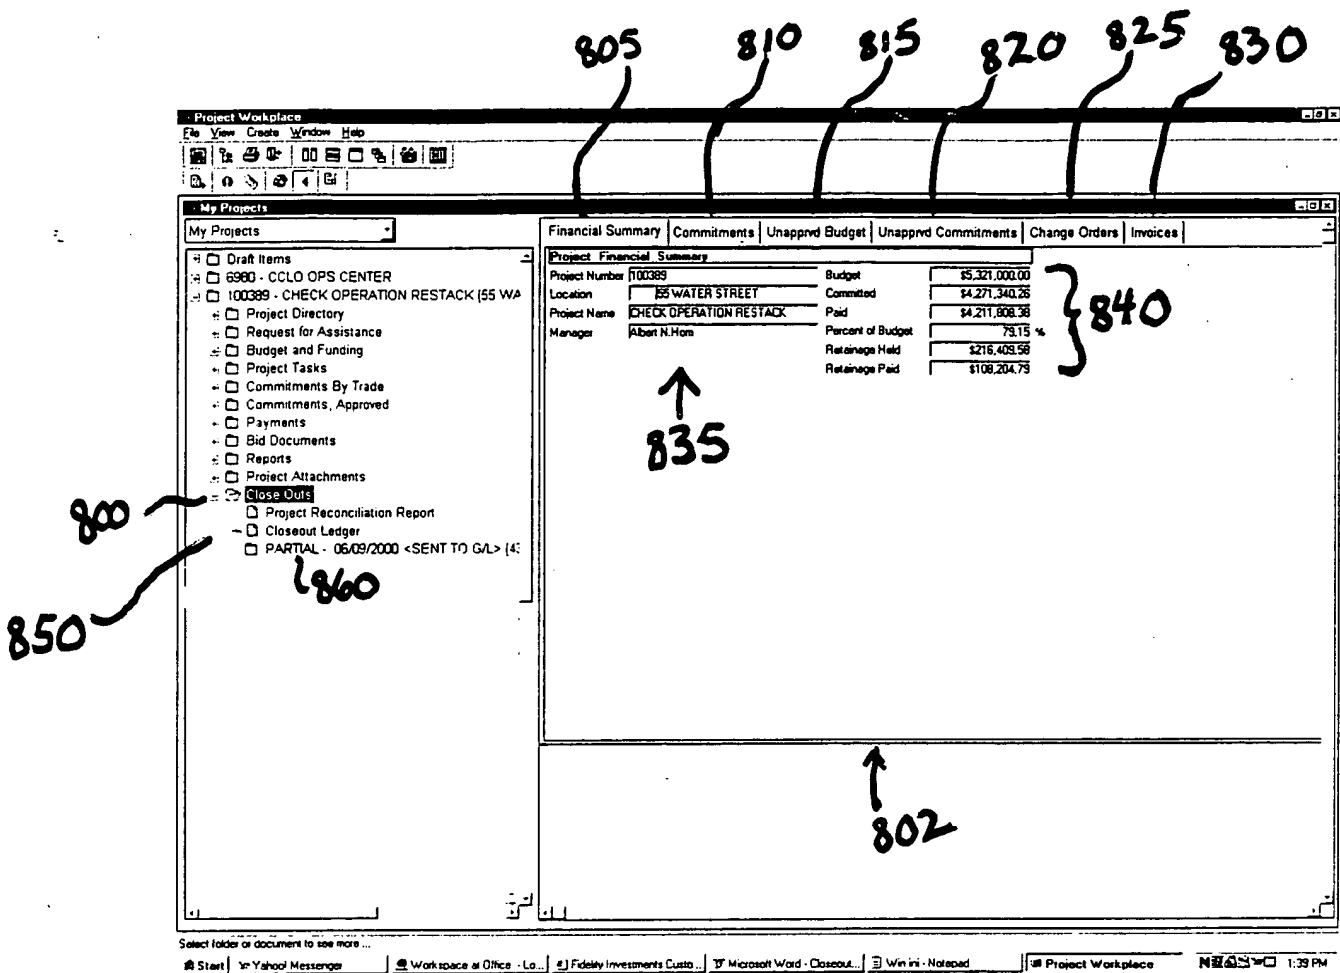 805 810 815 820 825 830
Project Workplace
File View Create Window Help
My Projects
My Projects
Financial Summary Commitments Unapprvd Budget Unapprvd Commitments Change Orders Invoices
Draft Items
6980 - CCLO OPS CENTER
100389 - CHECK OPERATION RESTACK (55 WA
Project Directory
Request for Assistance
Budget and Funding
Project Tasks
Commitments By Trade
Commitments, Approved
Payments
Bid Documents
Reports
Project Attachments
Close Outs
Project Reconciliation Report
Closeout Ledger
PARTIAL - 06/09/2000 <SENT TO G/L> (43
Project Financial Summary
Project Number 100389 Budget $5,321,000.00
Location 55 WATER STREET Committed $4,271,340.26
Project Name CHECK OPERATION RESTACK Paid $4,211,808.38
Manager Albert N.Hom Percent of Budget 79.15 %
Retainage Held $216,409.58
Retainage Paid $108,204.79
840
835
800
860
850
802
Select folder or document to see more ...
Start Yahoo! Messenger Workspace at Office - Lo... Fidelity Investments Custo... Microsoft Word - Closeout... Win ini - Notepad Project Workplace 1:39 PM